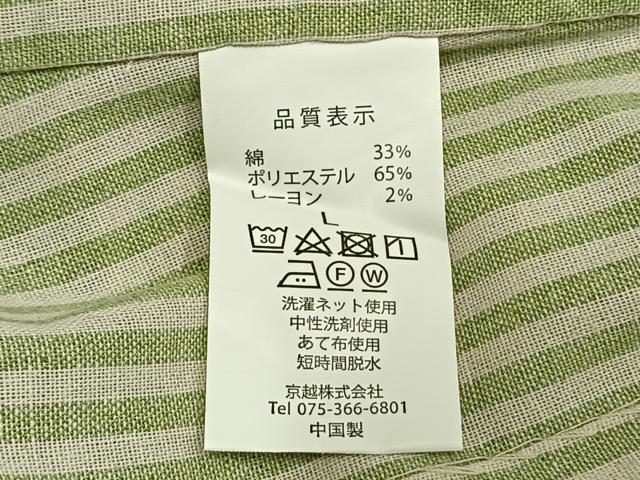 品質表示
綿 33%
ポリエステル 65%
レーヨン 2%
L
30
F W
洗濯ネット使用
中性洗剤使用
あて布使用
短時間脱水
京越株式会社
Tel 075-366-6801
中国製